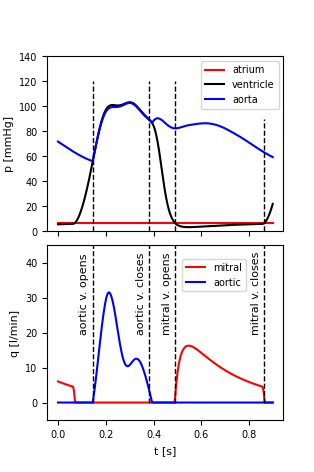 140
120
100
80
60
40
20
0
p [mmHg]
atrium
ventricle
aorta
40
30
20
10
0
q [l/min]
aortic v. opens
aortic v. closes
mitral v. opens
mitral v. closes
mitral
aortic
0.0 0.2 0.4 0.6 0.8
t [s]